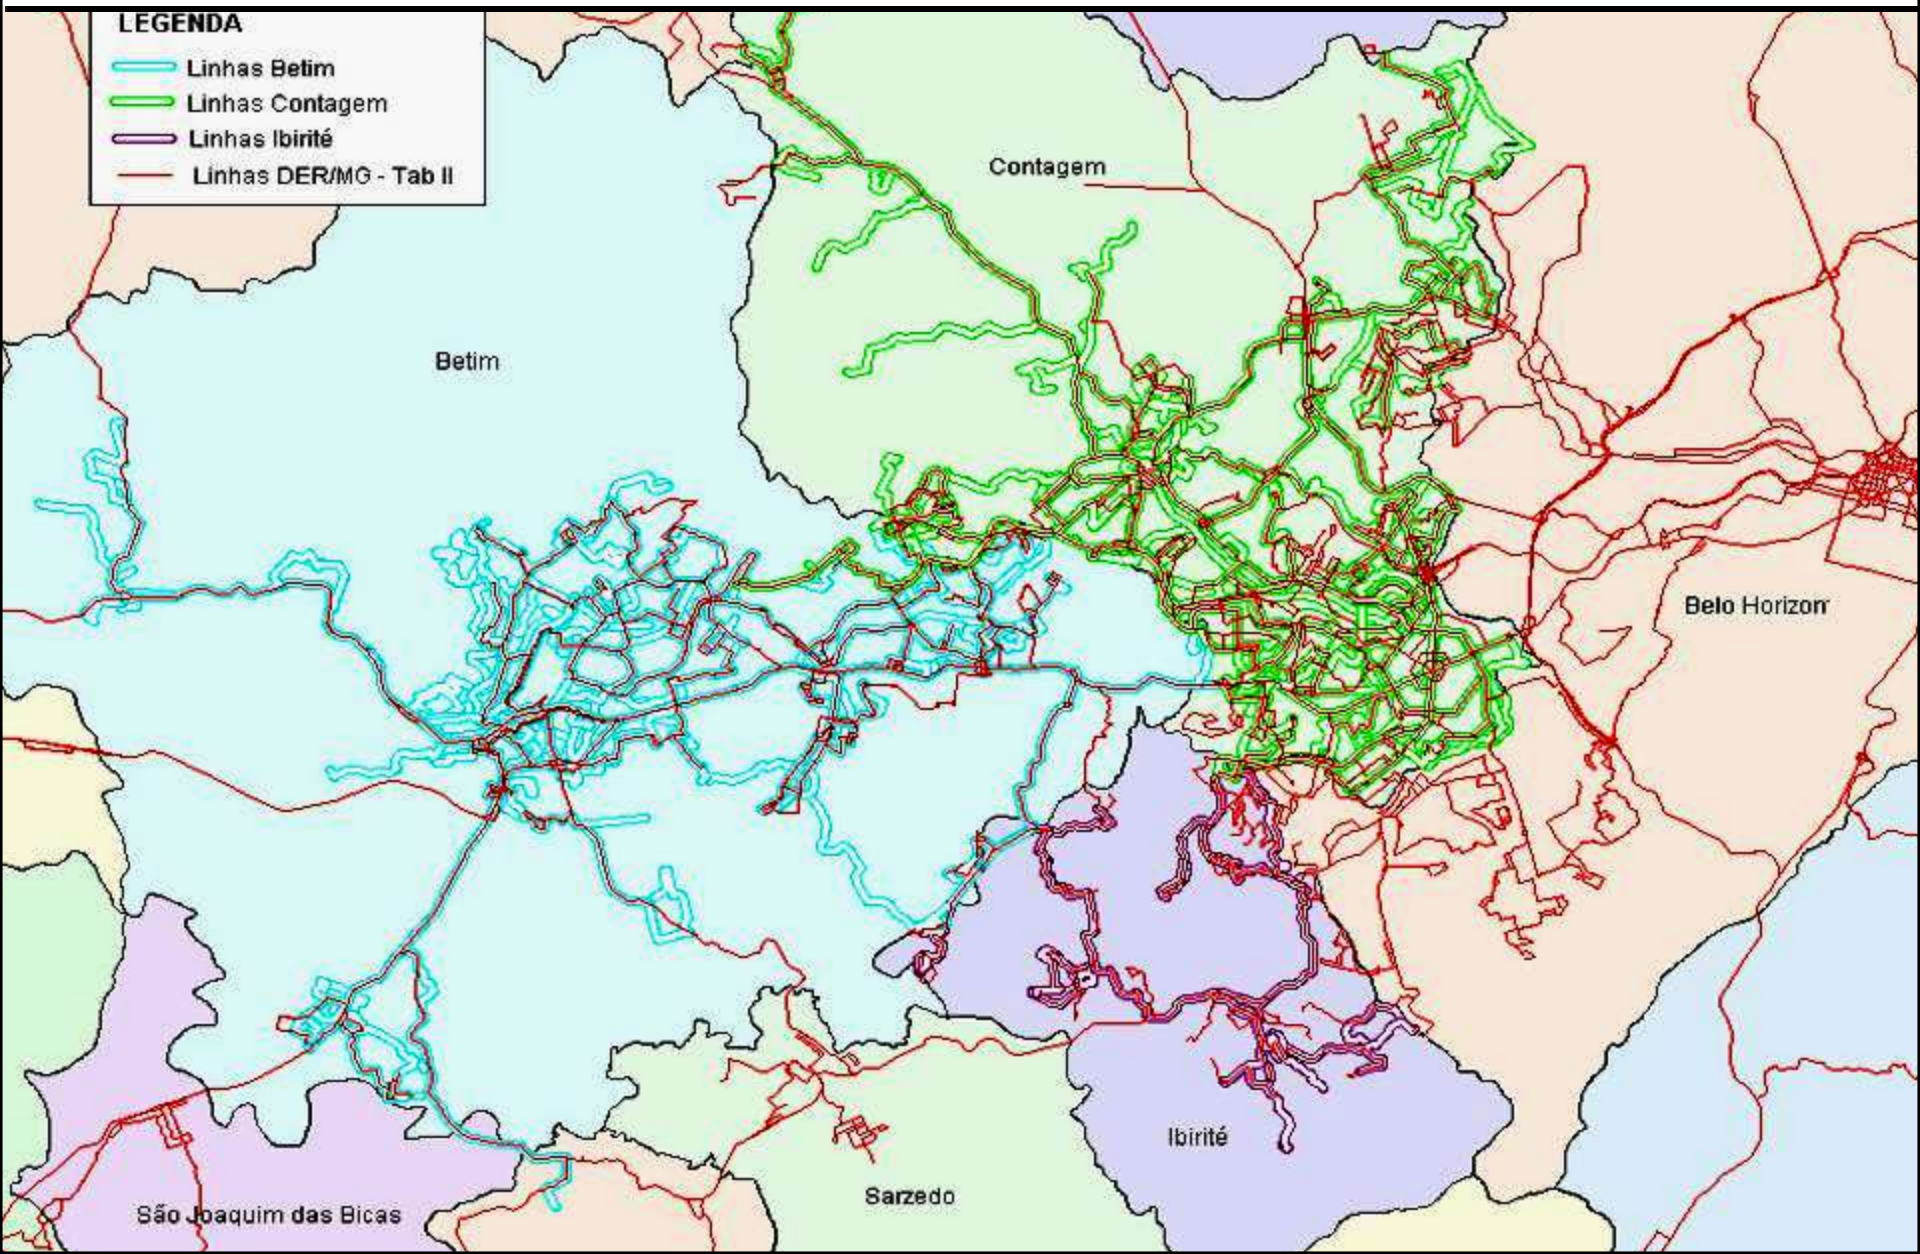 LEGENDA
Linhas Betim
Linhas Contagem
Linhas Ibirité
Linhas DER/MG - Tab II
Contagem
Betim
Belo Horizon
Ibirité
Sarzedo
São Joaquim das Bicas